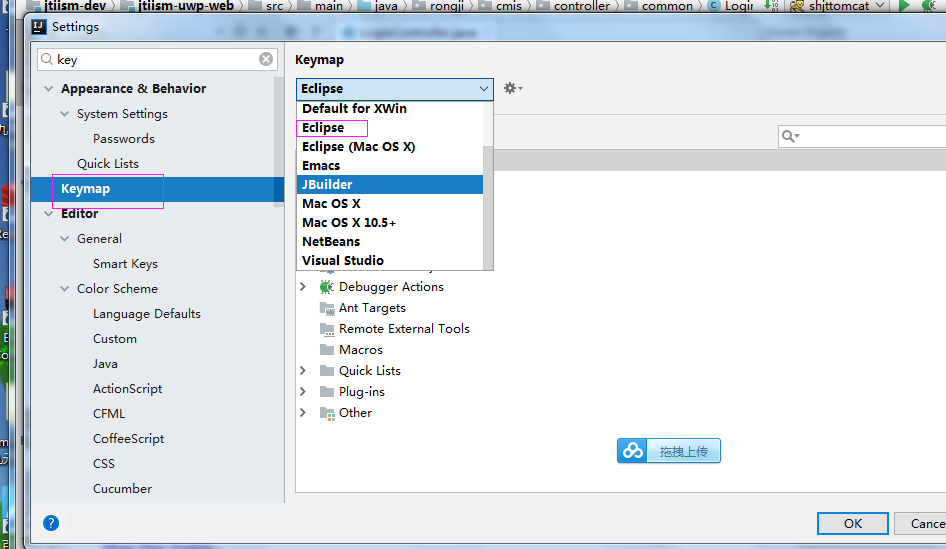 jtiism-dev jtiism-uwp-web src main java rongji cmis controller common Login shjttomcat
Settings
key
Appearance & Behavior
System Settings
Passwords
Quick Lists
Keymap
Editor
General
Smart Keys
Color Scheme
Language Defaults
Custom
Java
ActionScript
CFML
CoffeeScript
CSS
Cucumber
Keymap
Eclipse
Default for XWin
Eclipse
Eclipse (Mac OS X)
Emacs
JBuilder
Mac OS X
Mac OS X 10.5+
NetBeans
Visual Studio
Debugger Actions
Ant Targets
Remote External Tools
Macros
Quick Lists
Plug-ins
Other
拖拽上传
OK
Cance